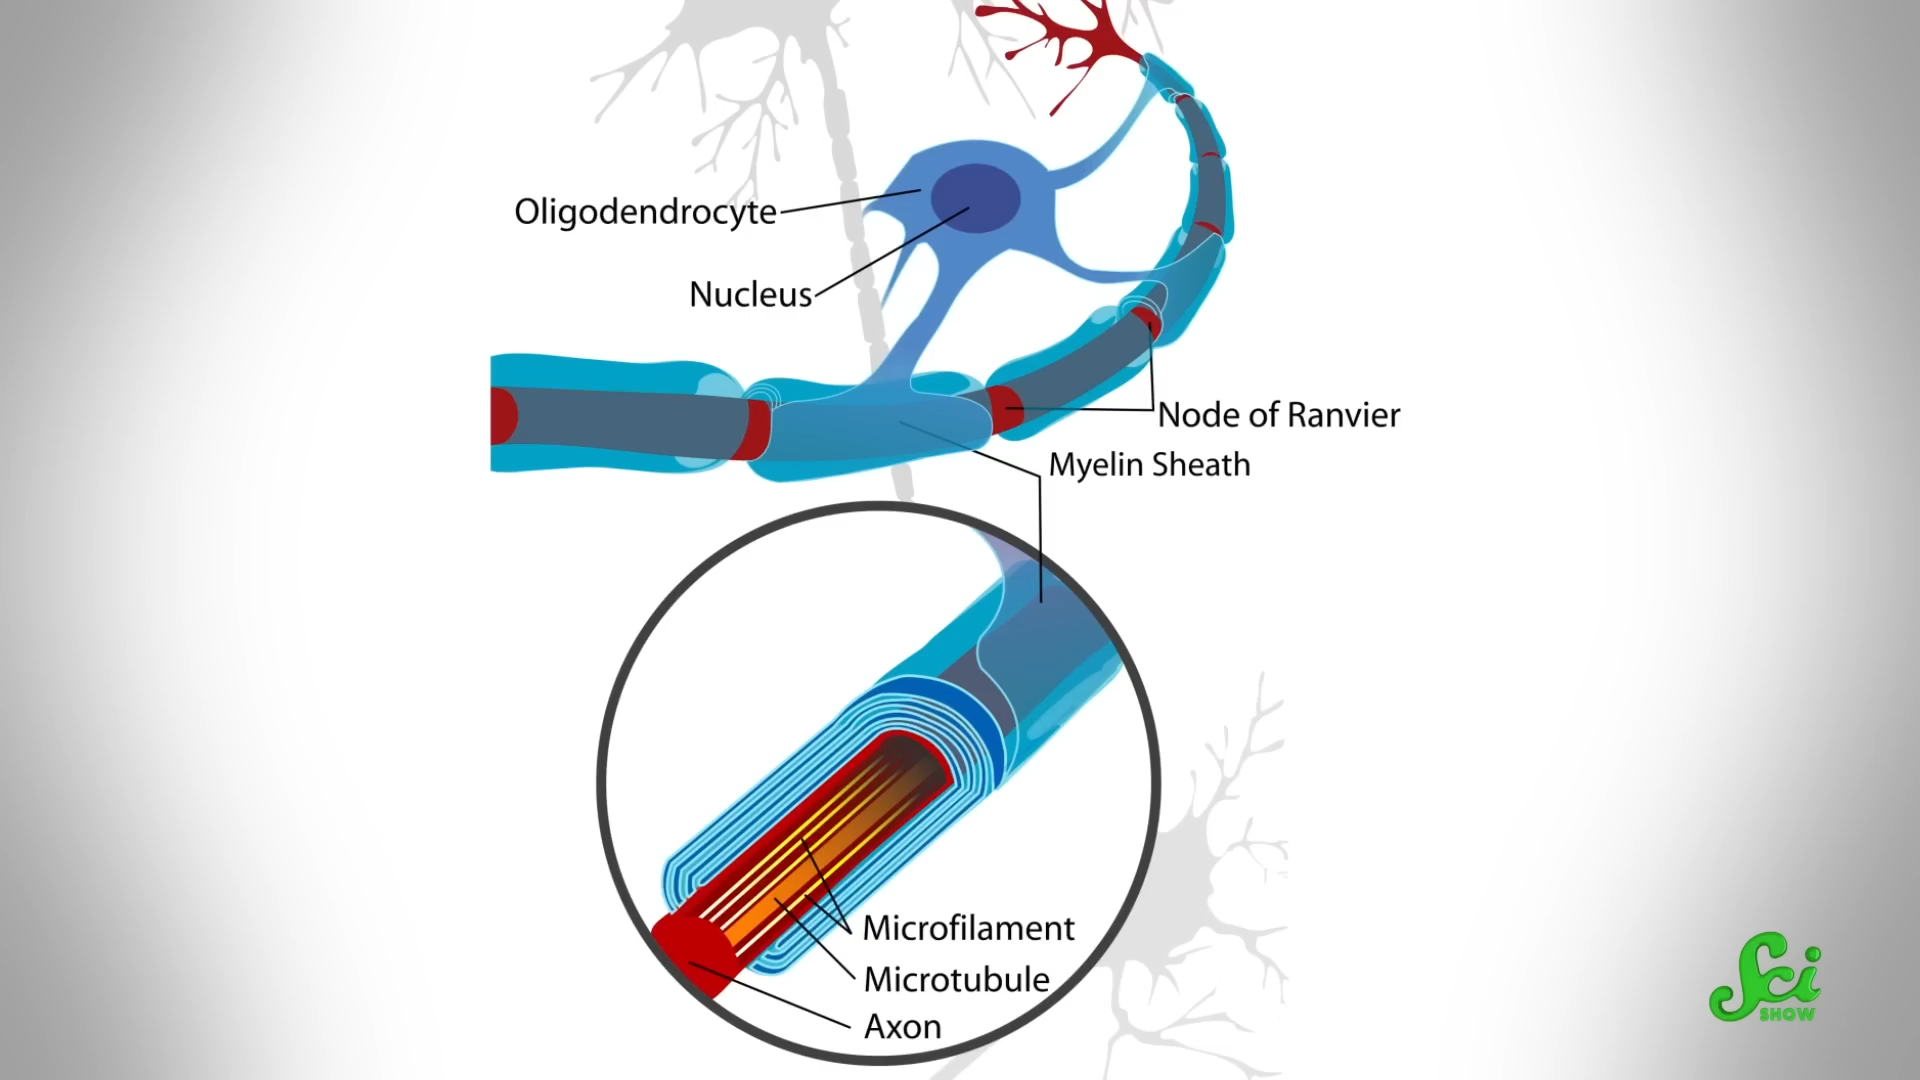 Oligodendrocyte
Nucleus
Node of Ranvier
Myelin Sheath
Microfilament
Microtubule
Axon
Sci
SHOW